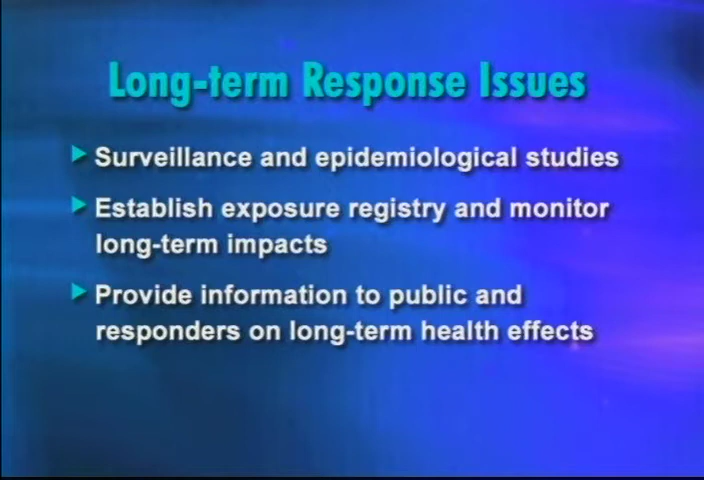 Long-term Response Issues
Surveillance and epidemiological studies
Establish exposure registry and monitor
long-term impacts
Provide information to public and
responders on long-term health effects